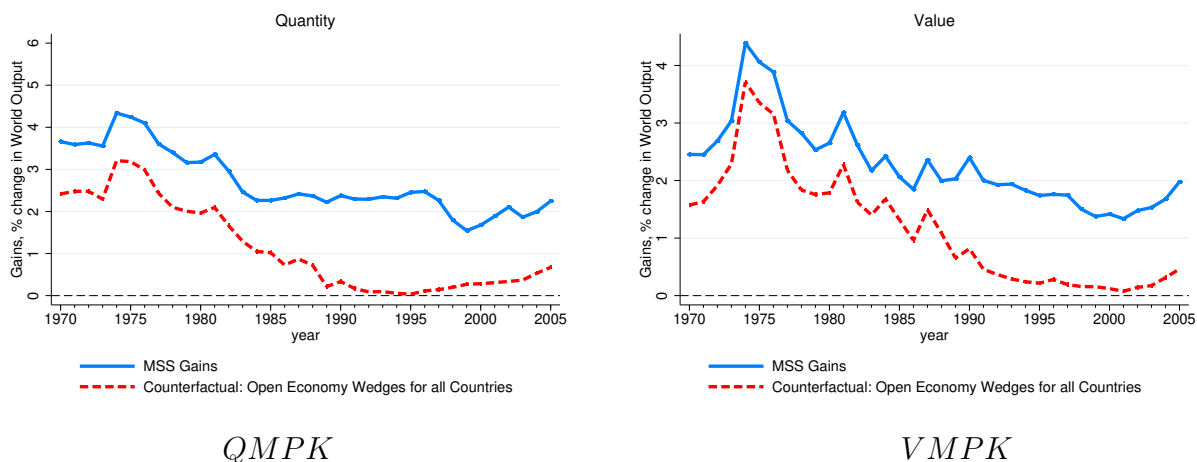 Quantity
Gains, % change in World Output
6
5
4
3
2
1
0
1970 1975 1980 1985 1990 1995 2000 2005
year
MSS Gains
Counterfactual: Open Economy Wedges for all Countries
QMPK
Value
Gains, % change in World Output
4
3
2
1
0
1970 1975 1980 1985 1990 1995 2000 2005
year
MSS Gains
Counterfactual: Open Economy Wedges for all Countries
VMPK